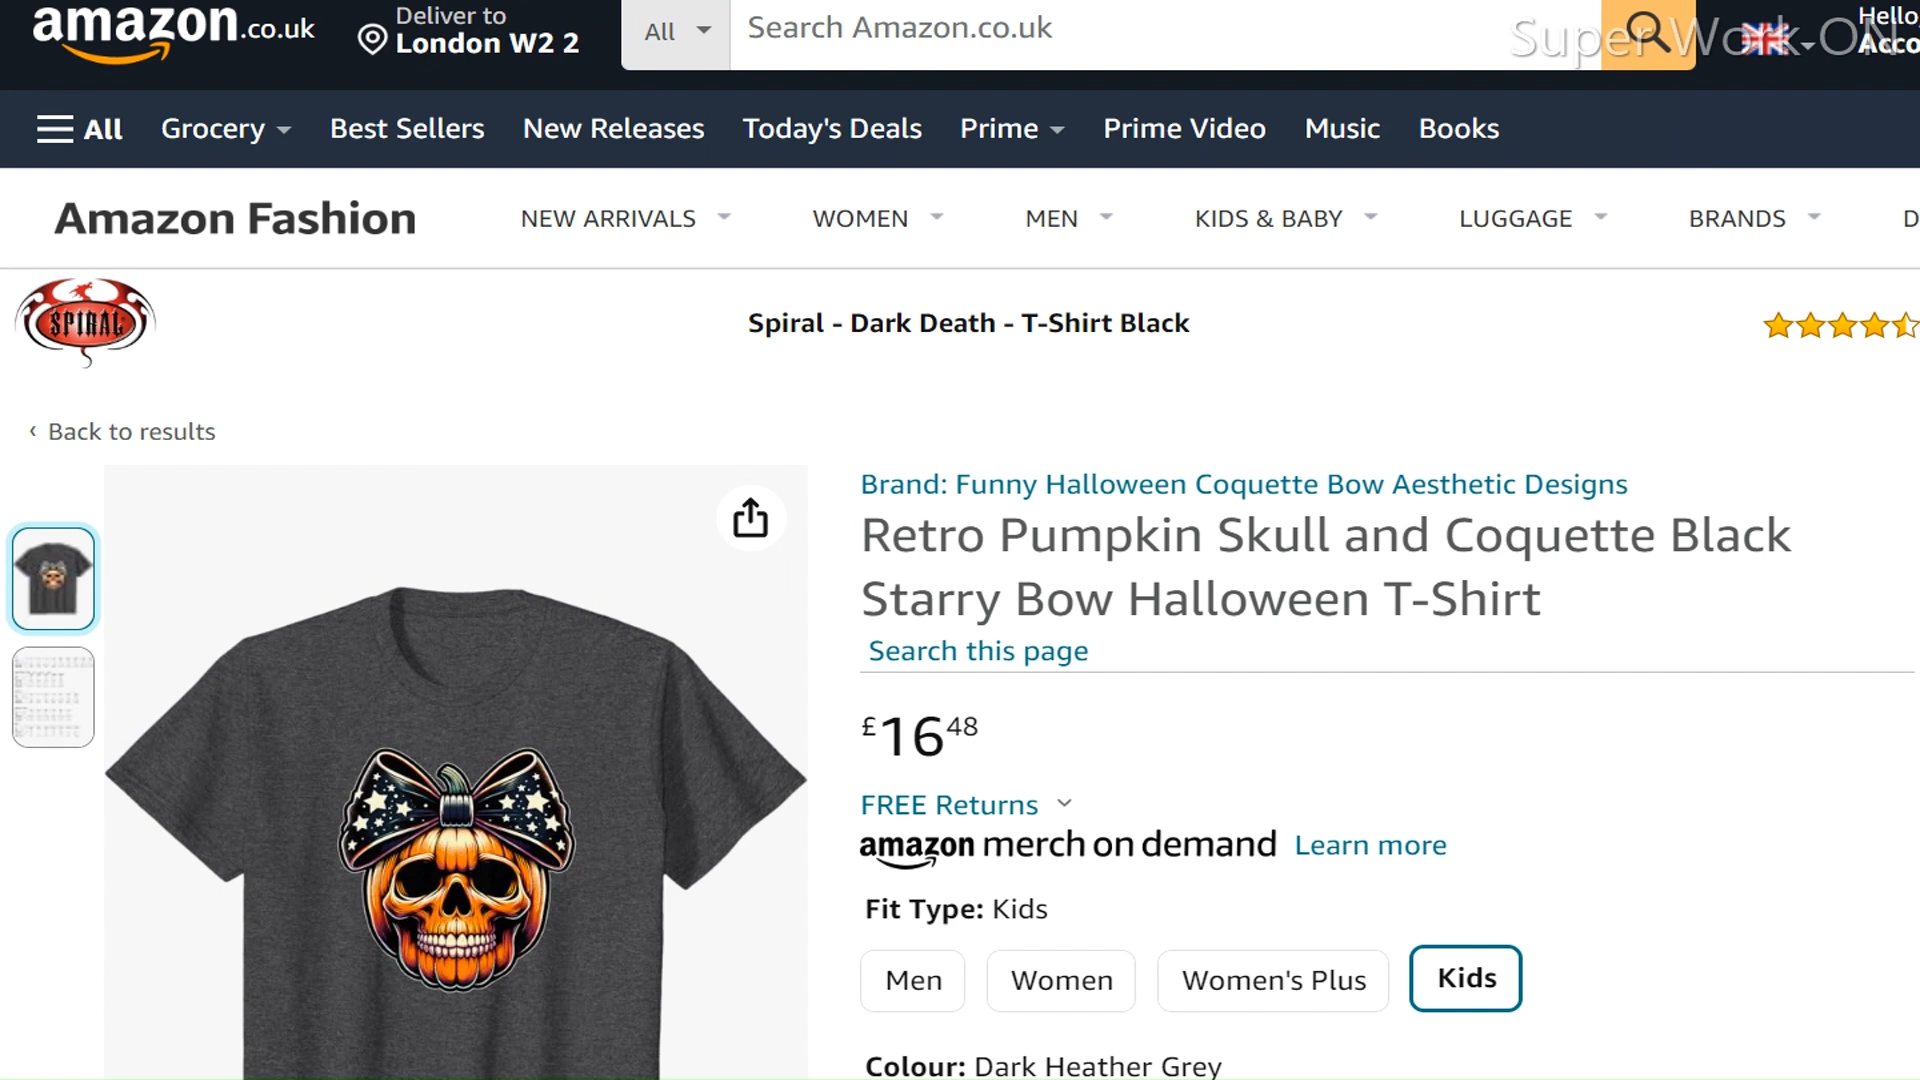 amazon.co.uk
Deliver to
London W2 2
All
Search Amazon.co.uk
Super Work ON
Hello
Acco
All
Grocery
Best Sellers
New Releases
Today's Deals
Prime
Prime Video
Music
Books
Amazon Fashion
NEW ARRIVALS
WOMEN
MEN
KIDS & BABY
LUGGAGE
BRANDS
D
SPIRAL
Spiral - Dark Death - T-Shirt Black
‹ Back to results
Brand: Funny Halloween Coquette Bow Aesthetic Designs
Retro Pumpkin Skull and Coquette Black
Starry Bow Halloween T-Shirt
Search this page
£16 48
FREE Returns
amazon merch on demand Learn more
Fit Type: Kids
Men
Women
Women's Plus
Kids
Colour: Dark Heather Grey